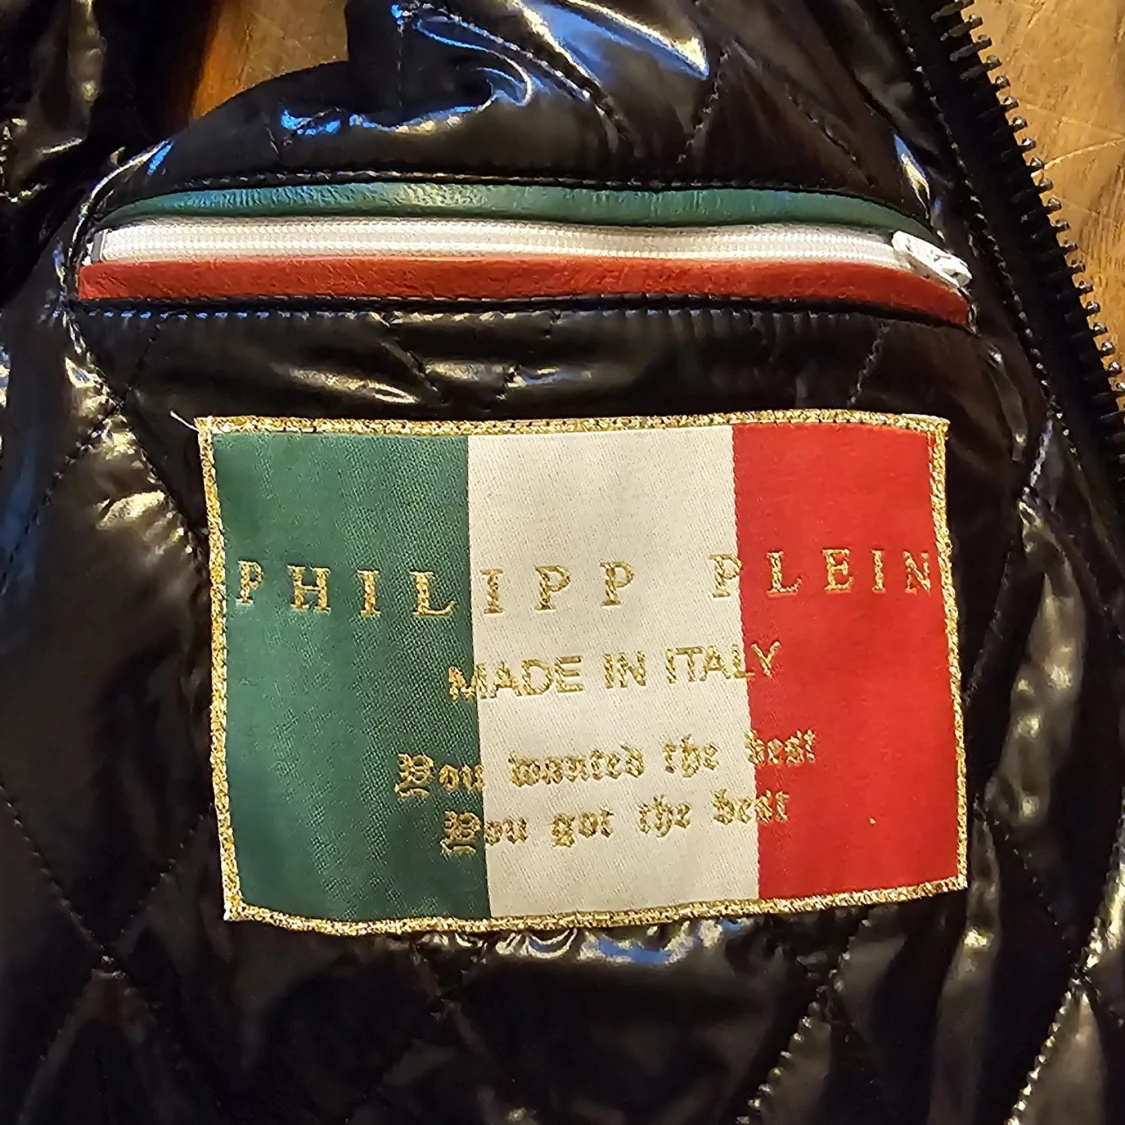 PHILIPP PLEIN
MADE IN ITALY
You wanted the best
You got the best